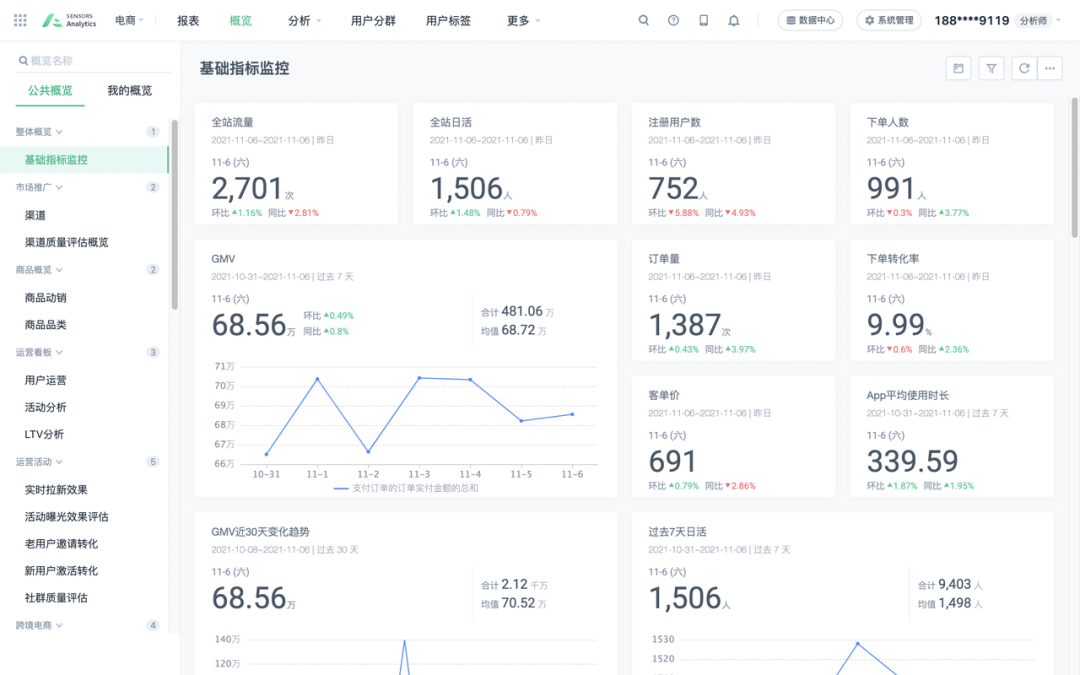 SENSORS
Analytics
电商
报表
概览
分析
用户分群
用户标签
更多
数据中心
系统管理
188****9119
分析师
概览名称
公共概览
我的概览
整体概览 1
基础指标监控
市场推广 2
渠道
渠道质量评估概览
商品概览 2
商品动销
商品品类
运营看板 3
用户运营
活动分析
LTV分析
运营活动 5
实时拉新效果
活动曝光效果评估
老用户邀请转化
新用户激活转化
社群质量评估
跨境电商 4
基础指标监控
全站流量
2021-11-06~2021-11-06 | 昨日
11-6 (六)
2,701次
环比 1.16% 同比 2.81%
全站日活
2021-11-06~2021-11-06 | 昨日
11-6 (六)
1,506人
环比 1.48% 同比 0.79%
注册用户数
2021-11-06~2021-11-06 | 昨日
11-6 (六)
752人
环比 5.88% 同比 4.93%
下单人数
2021-11-06~2021-11-06 | 昨日
11-6 (六)
991人
环比 0.3% 同比 3.77%
GMV
2021-10-31~2021-11-06 | 过去 7 天
11-6 (六)
68.56万
环比 0.49%
同比 0.8%
合计 481.06 万
均值 68.72 万
71万
70万
69万
68万
67万
66万
10-31 11-1 11-2 11-3 11-4 11-5 11-6
支付订单的订单实付金额的总和
订单量
2021-11-06~2021-11-06 | 昨日
11-6 (六)
1,387次
环比 0.43% 同比 3.97%
下单转化率
2021-11-06~2021-11-06 | 昨日
11-6 (六)
9.99%
环比 0.6% 同比 2.36%
客单价
2021-11-06~2021-11-06 | 昨日
11-6 (六)
691
环比 0.79% 同比 2.86%
App平均使用时长
2021-10-31~2021-11-06 | 过去 7 天
11-6 (六)
339.59
环比 1.87% 同比 1.95%
GMV近30天变化趋势
2021-10-08~2021-11-06 | 过去 30 天
11-6 (六)
68.56万
合计 2.12 千万
均值 70.52 万
140万
120万
过去7天日活
2021-10-31~2021-11-06 | 过去 7 天
11-6 (六)
1,506人
合计 9,403 人
均值 1,498 人
1530
1520